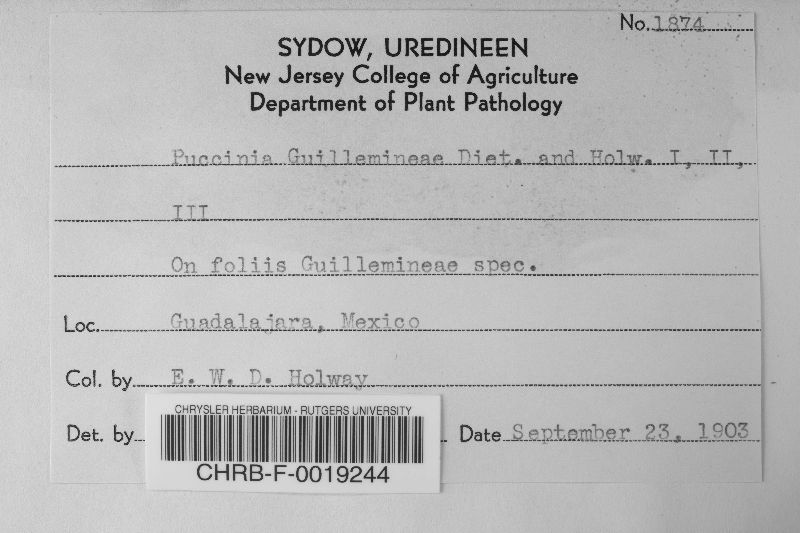 No. 1874
SYDOW, UREDINEEN
New Jersey College of Agriculture
Department of Plant Pathology
Puccinia Guillemineae Diet. and Holw. I, II,
III
On foliis Guillemineae spec.
Loc. Guadalajara, Mexico
Col. by E. W. D. Holway
Det. by Date September 23, 1903
CHRYSLER HERBARIUM - RUTGERS UNIVERSITY
CHRB-F-0019244